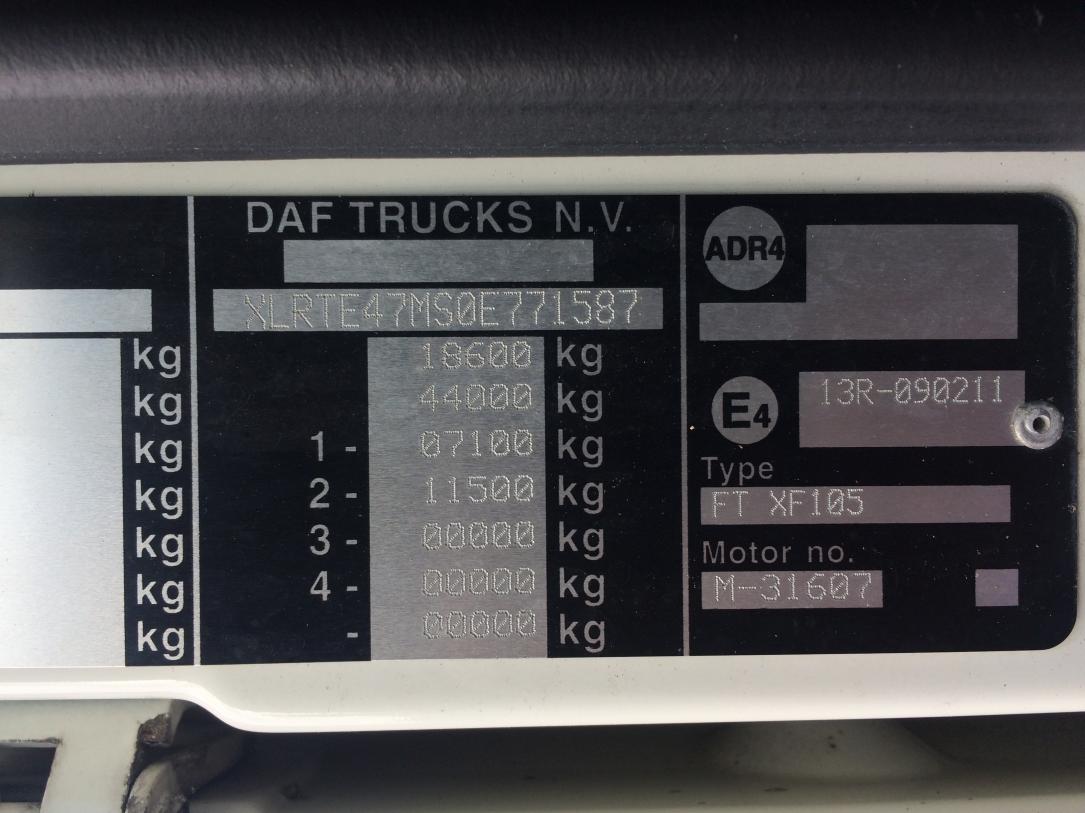 DAF TRUCKS N.V.
XLRTE47MS0E771587
kg 18600 kg
kg 44000 kg
kg 1 - 07100 kg
kg 2 - 11500 kg
kg 3 - 00000 kg
kg 4 - 00000 kg
kg - 00000 kg
ADR4
E4 13R-090211
Type
FT XF105
Motor no.
M-31607